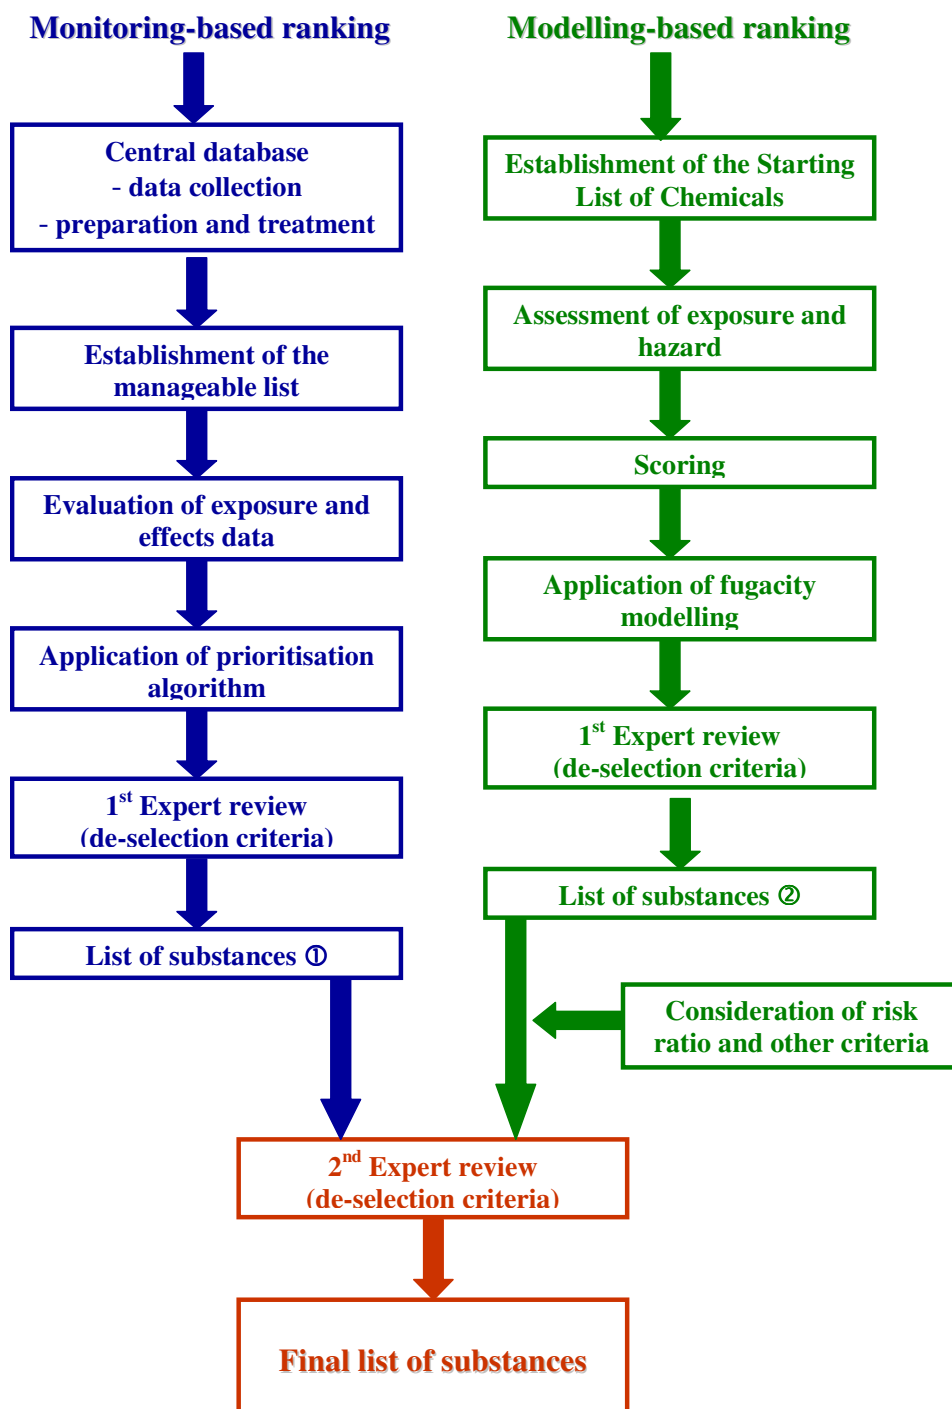 Monitoring-based ranking
Central database
- data collection
- preparation and treatment
Establishment of the
manageable list
Evaluation of exposure and
effects data
Application of prioritisation
algorithm
1st Expert review
(de-selection criteria)
List of substances ①
Modelling-based ranking
Establishment of the Starting
List of Chemicals
Assessment of exposure and
hazard
Scoring
Application of fugacity
modelling
1st Expert review
(de-selection criteria)
List of substances ②
Consideration of risk
ratio and other criteria
2nd Expert review
(de-selection criteria)
Final list of substances